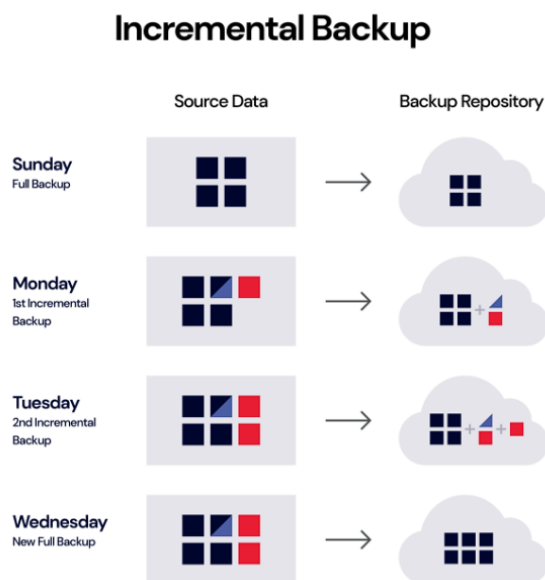 Incremental Backup
Source Data
Backup Repository
Sunday
Full Backup
Monday
1st Incremental
Backup
+
Tuesday
2nd Incremental
Backup
+ +
Wednesday
New Full Backup